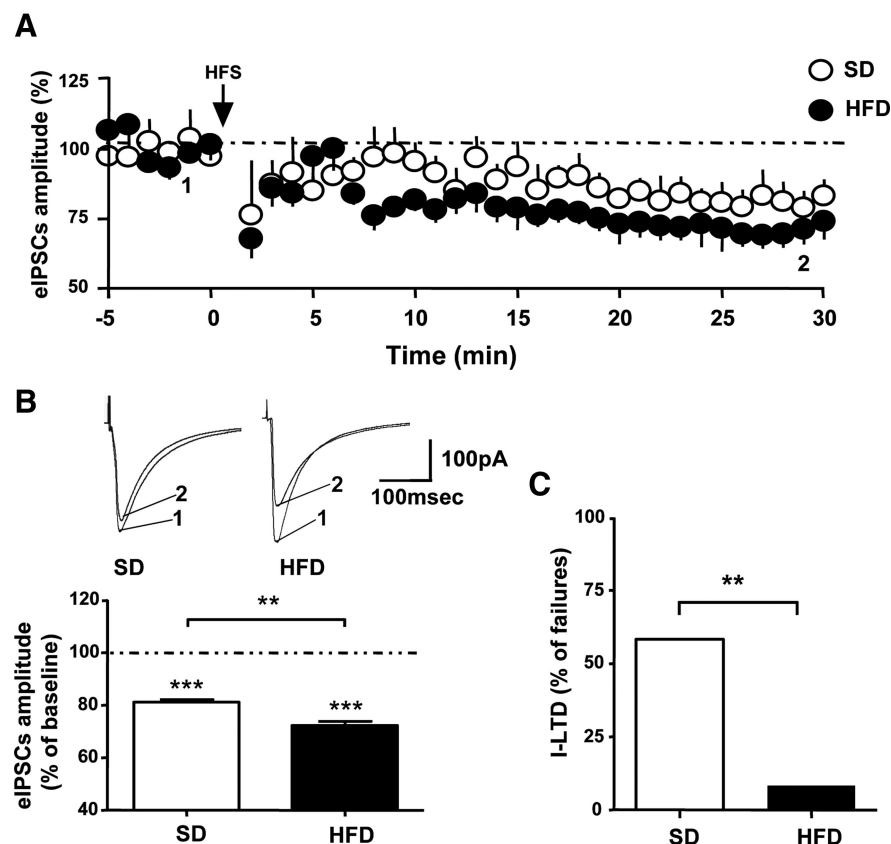 A
eIPSCs amplitude (%)
125
100
75
50
HFS
SD
HFD
1
2
-5 0 5 10 15 20 25 30
Time (min)
B
2
1
SD
2
1
HFD
100pA
100msec
eIPSCs amplitude
(% of baseline)
120
100
80
60
40
**
***
***
SD HFD
C
I-LTD (% of failures)
100
75
50
25
0
**
SD HFD